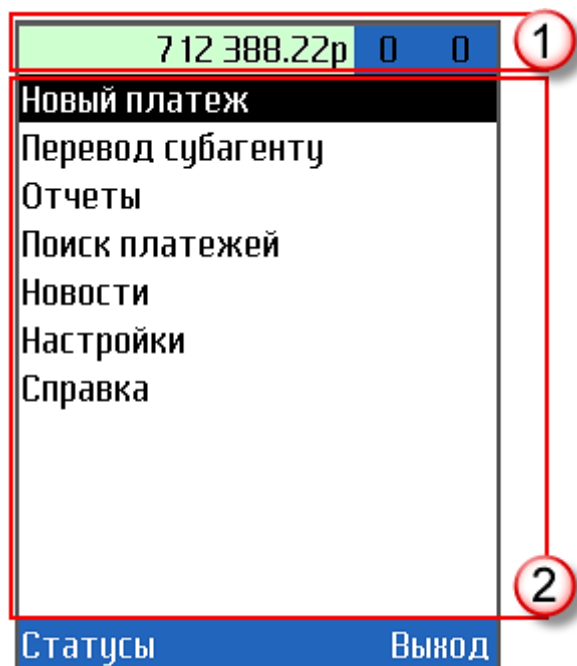 712 388.22р 0 0
1
Новый платеж
Перевод субагенту
Отчеты
Поиск платежей
Новости
Настройки
Справка
2
Статусы Выход